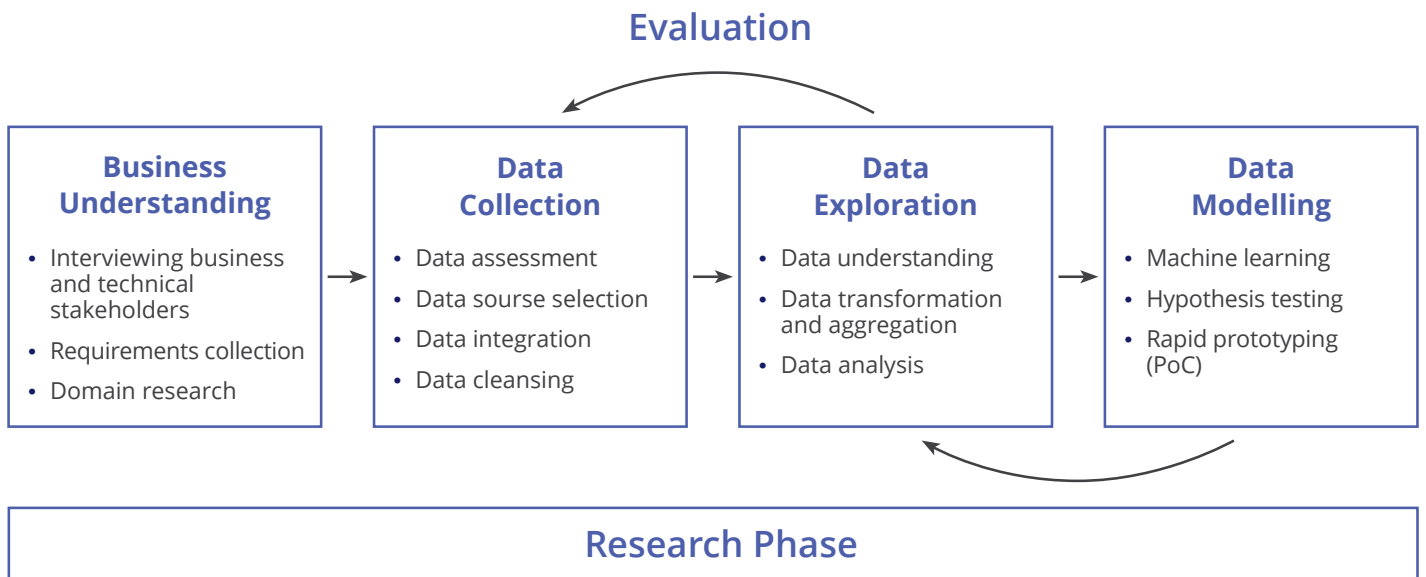 Evaluation
Business
Understanding
• Interviewing business
and technical
stakeholders
• Requirements collection
• Domain research
Data
Collection
• Data assessment
• Data sourse selection
• Data integration
• Data cleansing
Data
Exploration
• Data understanding
• Data transformation
and aggregation
• Data analysis
Data
Modelling
• Machine learning
• Hypothesis testing
• Rapid prototyping
(PoC)
Research Phase